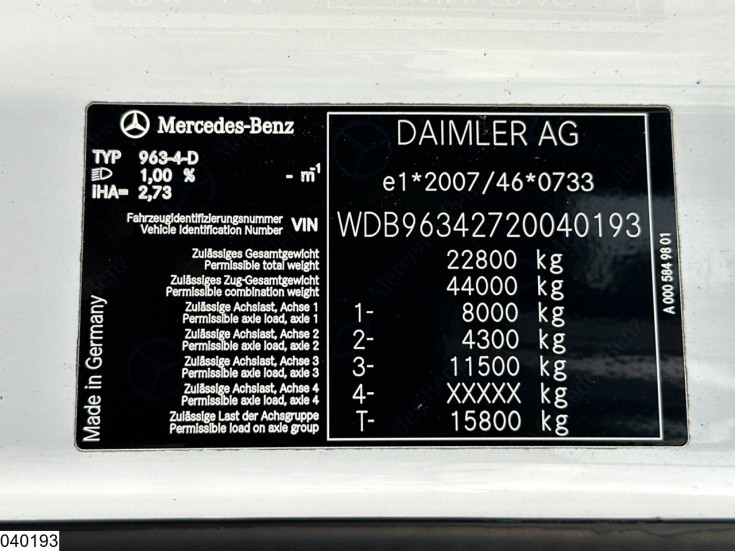 Mercedes-Benz
TYP 963-4-D
1,00 % - m-1
iHA= 2,73
Fahrzeugidentifizierungsnummer
Vehicle Identification Number VIN
Zulässiges Gesamtgewicht
Permissible total weight
Zulässiges Zug-Gesamtgewicht
Permissible combination weight
Zulässige Achslast, Achse 1
Permissible axle load, axle 1
Zulässige Achslast, Achse 2
Permissible axle load, axle 2
Zulässige Achslast, Achse 3
Permissible axle load, axle 3
Zulässige Achslast, Achse 4
Permissible axle load, axle 4
Zulässige Last der Achsgruppe
Permissible load on axle group
Made in Germany
DAIMLER AG
e1*2007/46*0733
WDB96342720040193
22800 kg
44000 kg
1- 8000 kg
2- 4300 kg
3- 11500 kg
4- XXXXX kg
T- 15800 kg
A 000 584 98 01
040193